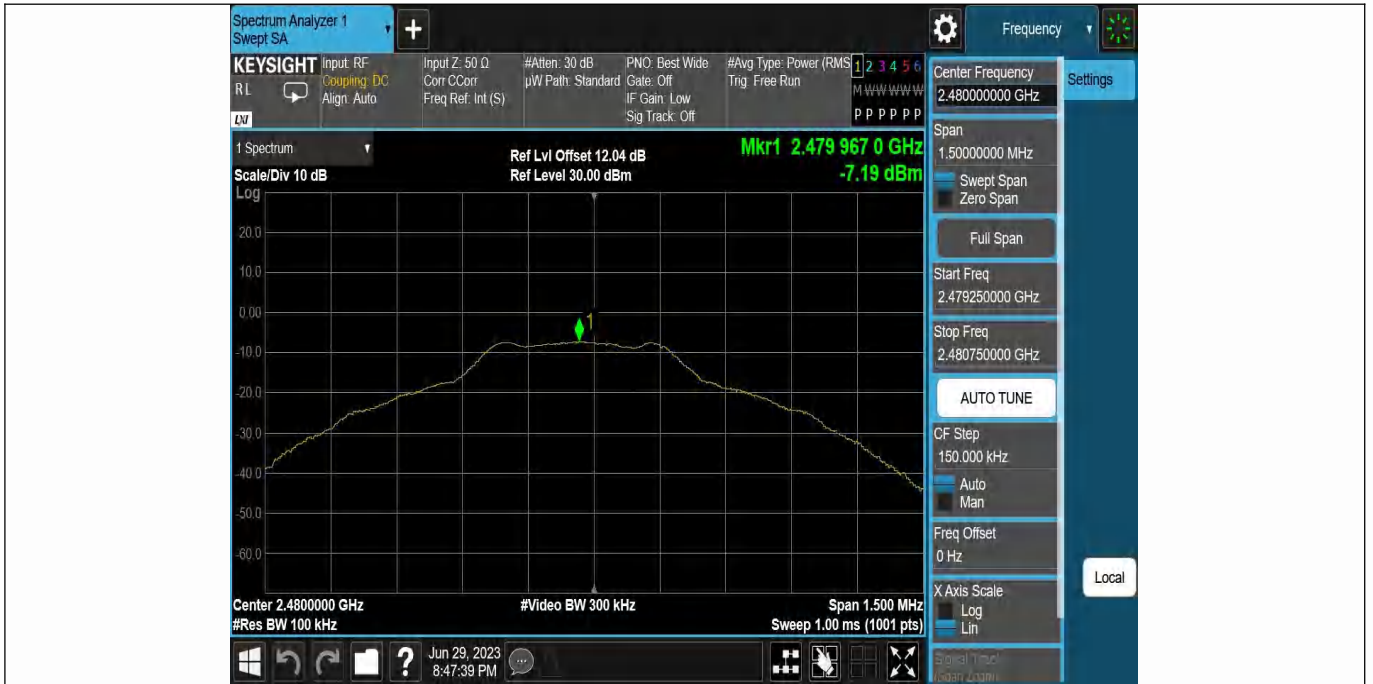 Spectrum Analyzer 1
Swept SA
+
Frequency
KEYSIGHT
RL
LXI
Input: RF
Coupling: DC
Align: Auto
Input Z: 50 Ω
Corr CCorr
Freq Ref: Int (S)
#Atten: 30 dB
µW Path: Standard
PNO: Best Wide
Gate: Off
IF Gain: Low
Sig Track: Off
#Avg Type: Power (RMS
Trig: Free Run
1 2 3 4 5 6
M W W W W W
P P P P P P
1 Spectrum
Scale/Div 10 dB
Log
Ref Lvl Offset 12.04 dB
Ref Level 30.00 dBm
Mkr1 2.479 967 0 GHz
-7.19 dBm
20.0
10.0
0.00
-10.0
-20.0
-30.0
-40.0
-50.0
-60.0
1
Center 2.4800000 GHz
#Res BW 100 kHz
#Video BW 300 kHz
Span 1.500 MHz
Sweep 1.00 ms (1001 pts)
Center Frequency
2.480000000 GHz
Settings
Span
1.50000000 MHz
Swept Span
Zero Span
Full Span
Start Freq
2.479250000 GHz
Stop Freq
2.480750000 GHz
AUTO TUNE
CF Step
150.000 kHz
Auto
Man
Freq Offset
0 Hz
X Axis Scale
Log
Lin
Signal Track
(Span Zoom)
Local
?
Jun 29, 2023
8:47:39 PM